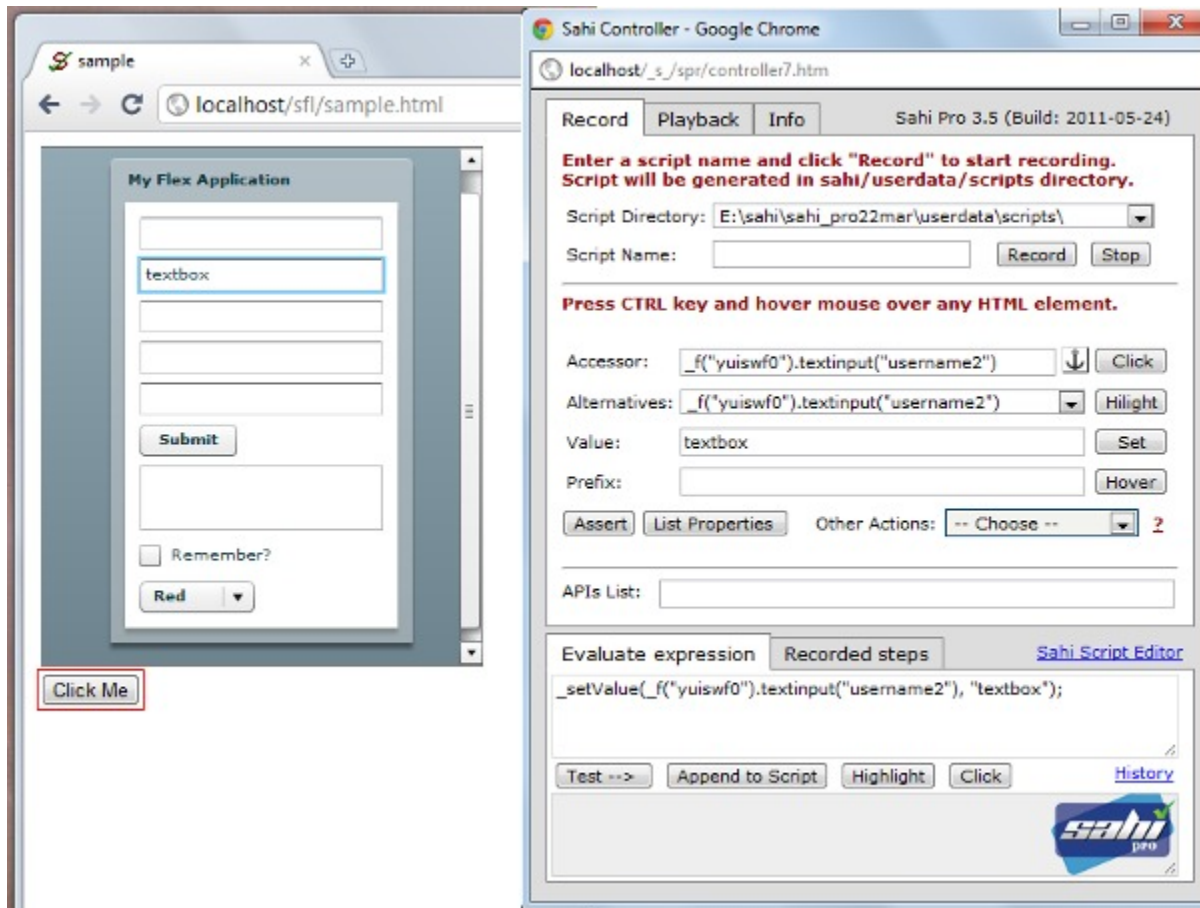 sample
localhost/sfl/sample.html
My Flex Application
textbox
Submit
Remember?
Red
Click Me
Sahi Controller - Google Chrome
localhost/_s_/spr/controller7.htm
Record Playback Info Sahi Pro 3.5 (Build: 2011-05-24)
Enter a script name and click "Record" to start recording.
Script will be generated in sahi/userdata/scripts directory.
Script Directory: E:\sahi\sahi_pro22mar\userdata\scripts\
Script Name: Record Stop
Press CTRL key and hover mouse over any HTML element.
Accessor: _f("yuiswf0").textinput("username2") Click
Alternatives: _f("yuiswf0").textinput("username2") Hilight
Value: textbox Set
Prefix: Hover
Assert List Properties Other Actions: -- Choose -- ?
APIs List:
Evaluate expression Recorded steps Sahi Script Editor
_setValue(_f("yuiswf0").textinput("username2"), "textbox");
Test --> Append to Script Highlight Click History
sahi
pro